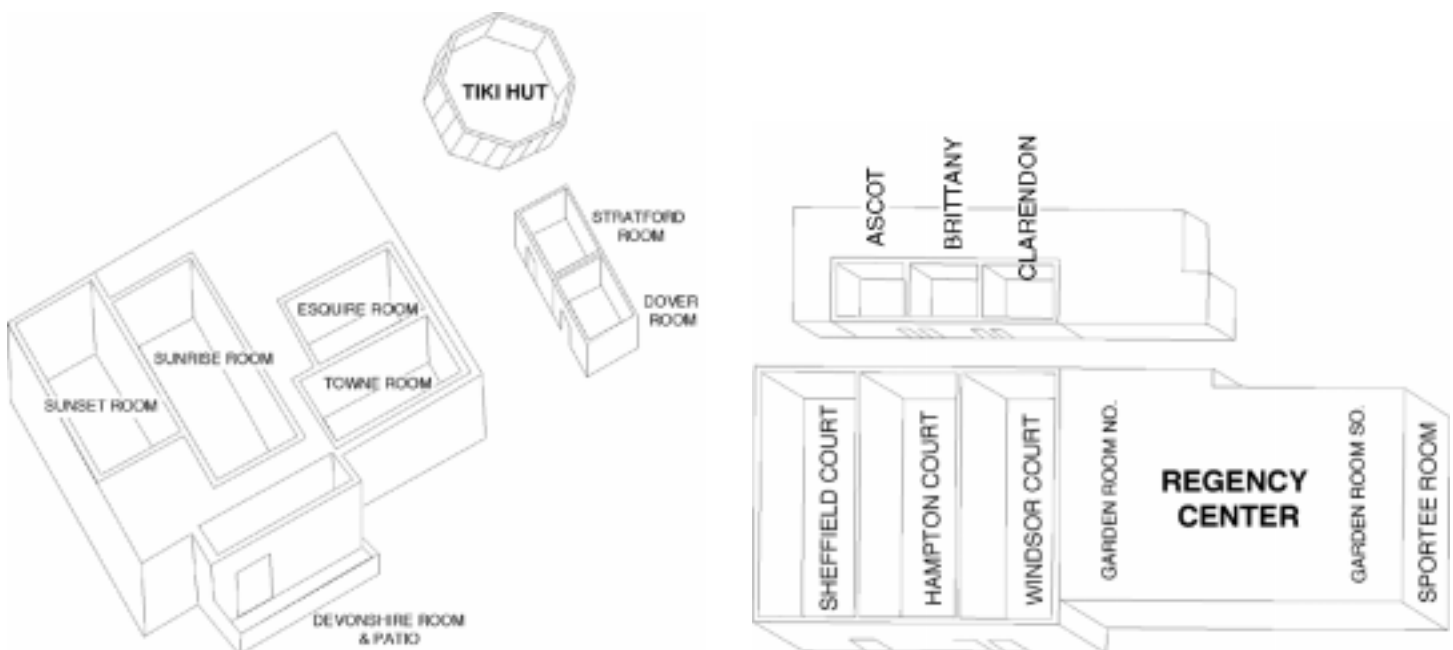 TIKI HUT
STRATFORD
ROOM
DOVER
ROOM
ESQUIRE ROOM
SUNRISE ROOM
TOWNE ROOM
SUNSET ROOM
DEVONSHIRE ROOM
& PATIO
ASCOT
BRITTANY
CLARENDON
SHEFFIELD COURT
HAMPTON COURT
WINDSOR COURT
GARDEN ROOM NO.
REGENCY
CENTER
GARDEN ROOM SO.
SPORTEE ROOM